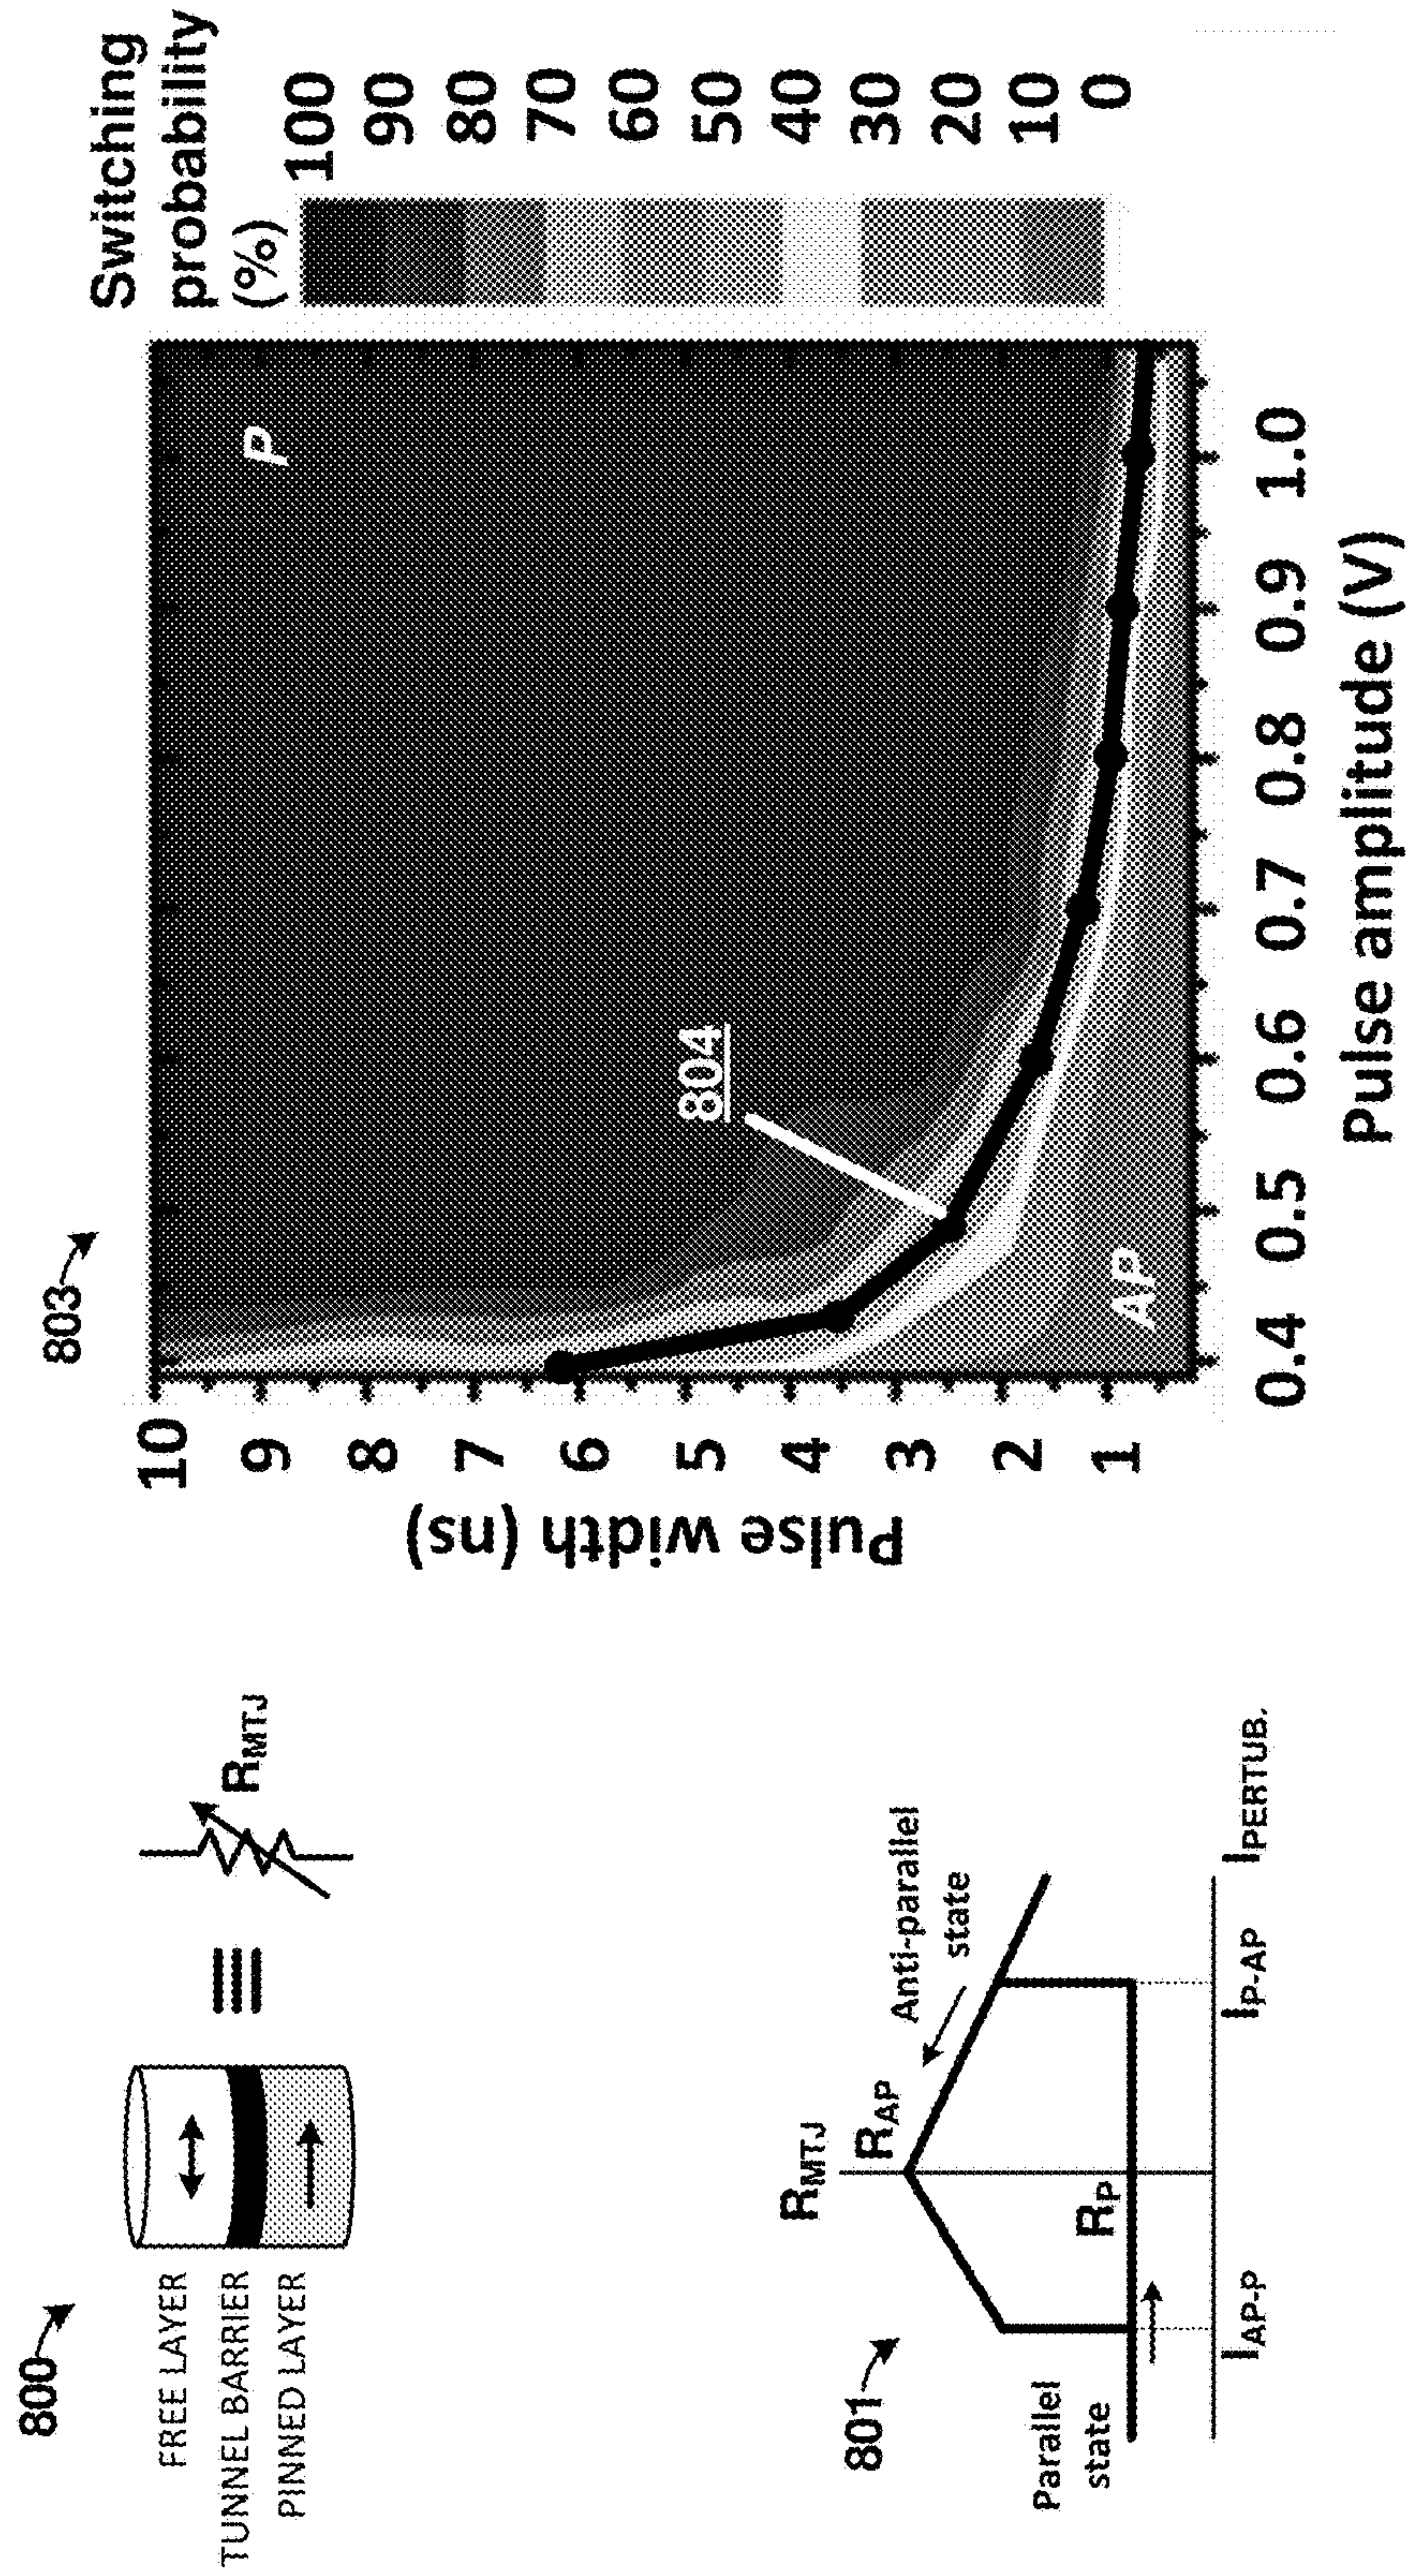 800
FREE LAYER
TUNNEL BARRIER
PINNED LAYER
RMTJ
801
RMTJ
RAP
Anti-parallel
state
Parallel
state
RP
IAP-P
IP-AP
IPERTUB.
803
Pulse width (ns)
10
9
8
7
6
5
4
3
2
1
P
804
AP
0.4 0.5 0.6 0.7 0.8 0.9 1.0
Pulse amplitude (V)
Switching
probability
(%)
100
90
80
70
60
50
40
30
20
10
0